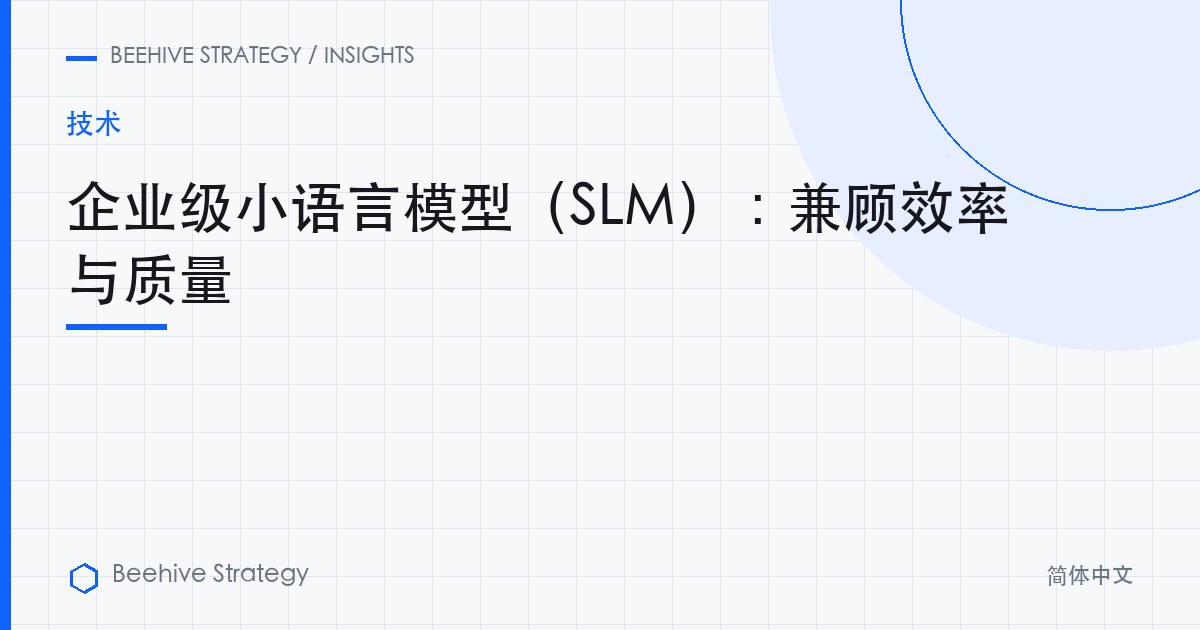 BEEHIVE STRATEGY / INSIGHTS
技术
企业级小语言模型（SLM）：兼顾效率
与质量
Beehive Strategy
简体中文